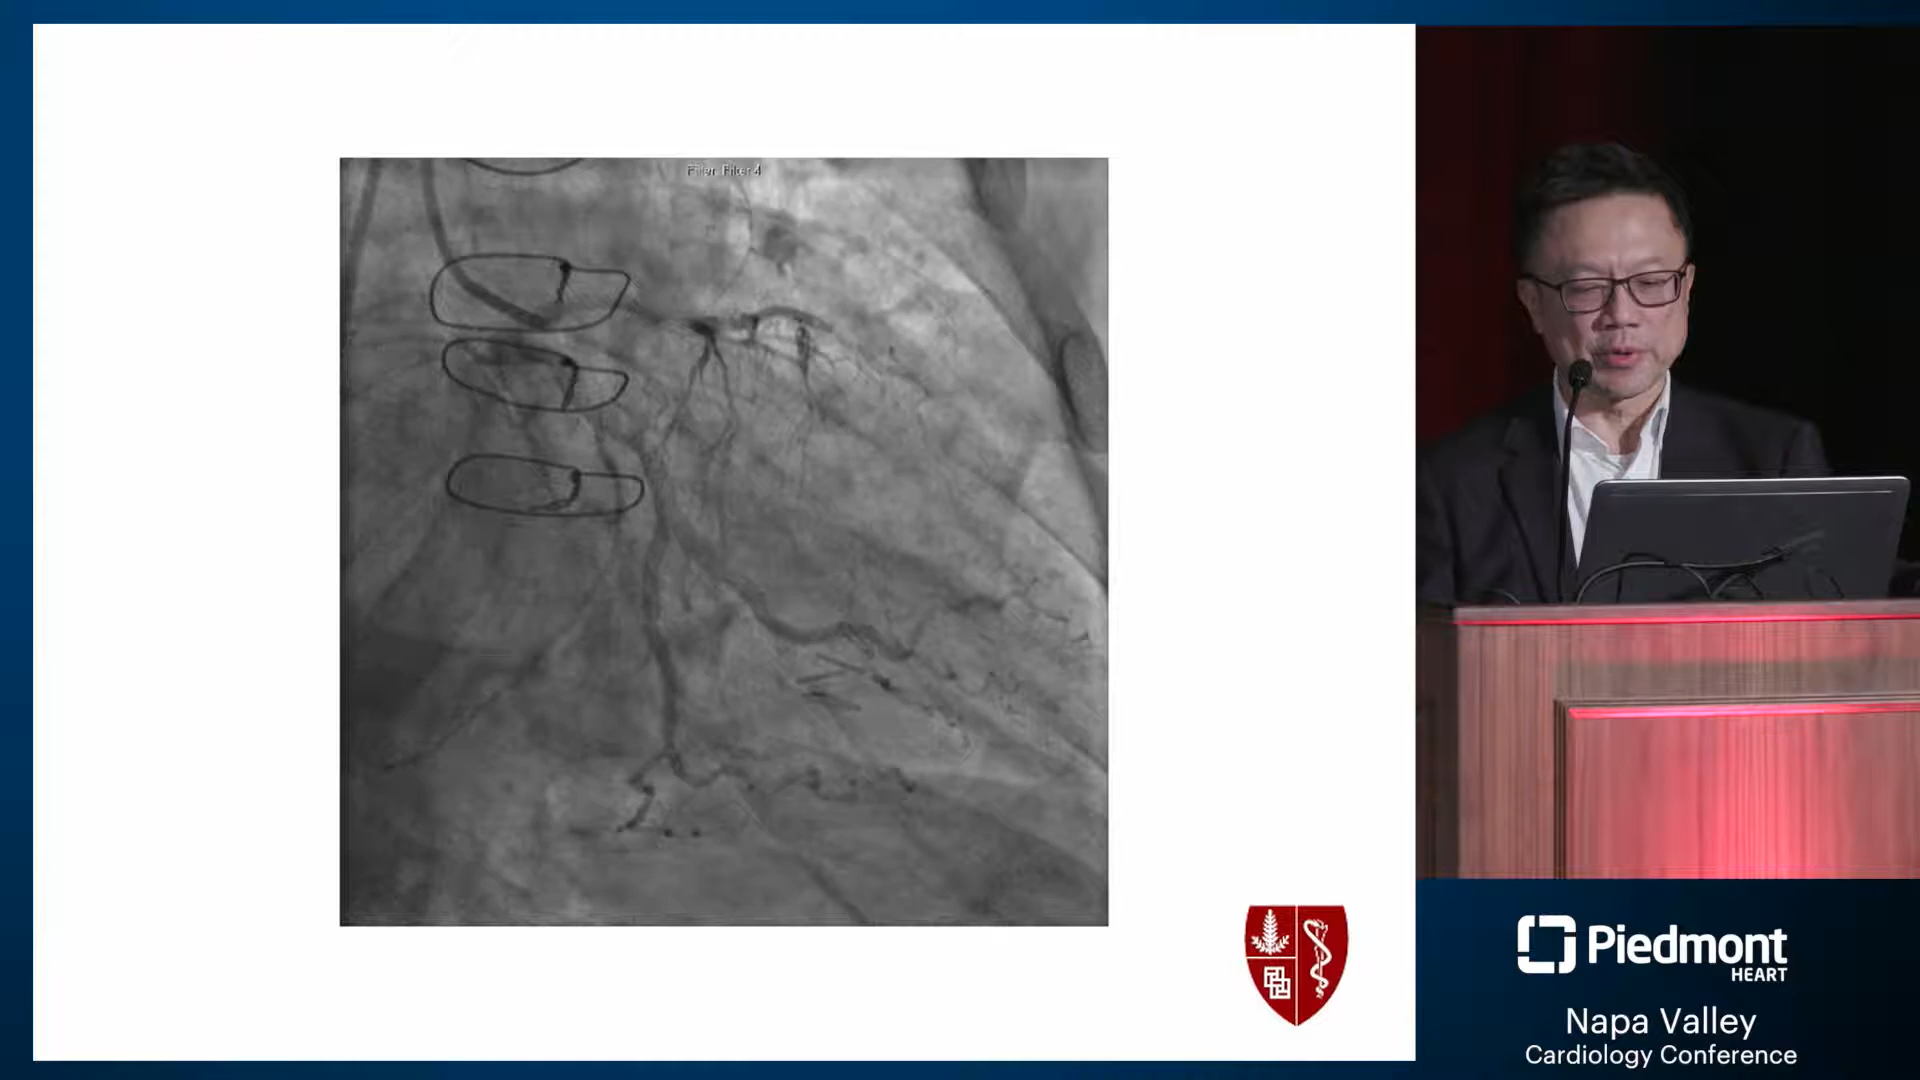 Filter: Filter 4
Piedmont
HEART
Napa Valley
Cardiology Conference